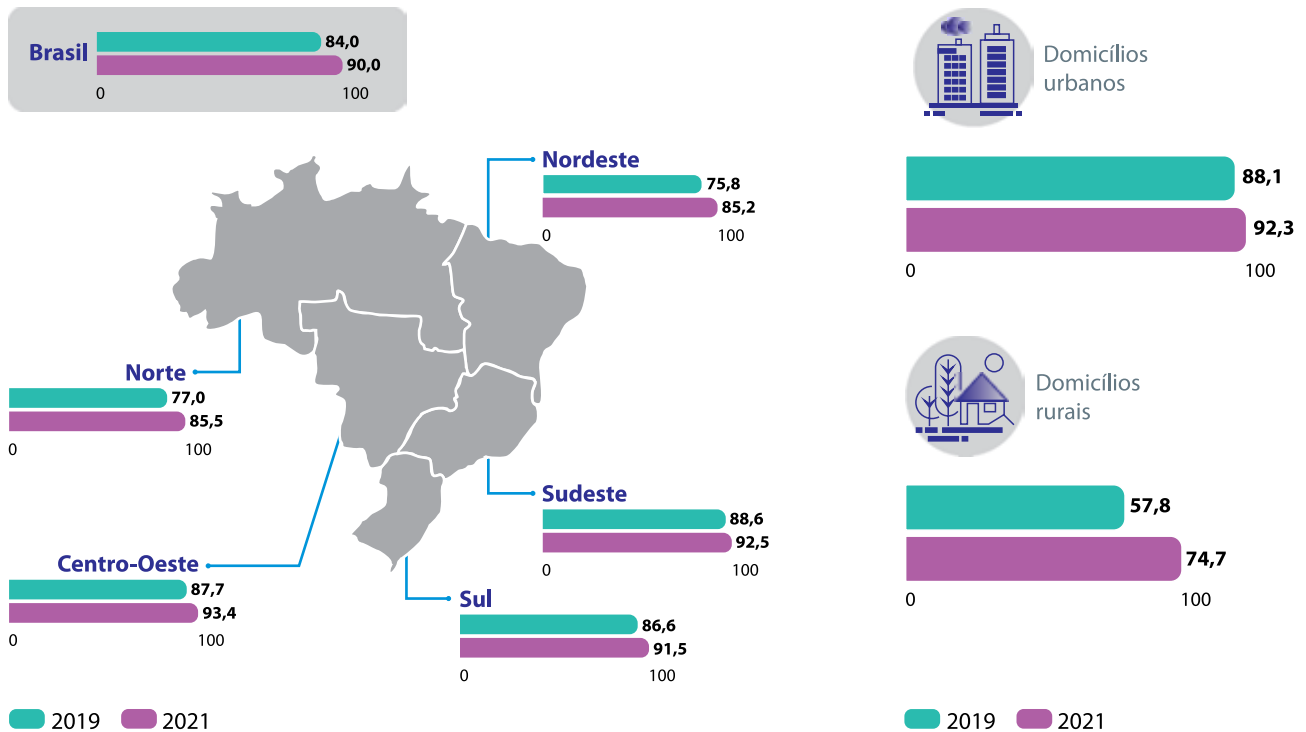 Brasil
84,0
90,0
0 100
Nordeste
75,8
85,2
0 100
Norte
77,0
85,5
0 100
Sudeste
88,6
92,5
0 100
Centro-Oeste
87,7
93,4
0 100
Sul
86,6
91,5
0 100
2019 2021
Domicílios
urbanos
88,1
92,3
0 100
Domicílios
rurais
57,8
74,7
0 100
2019 2021